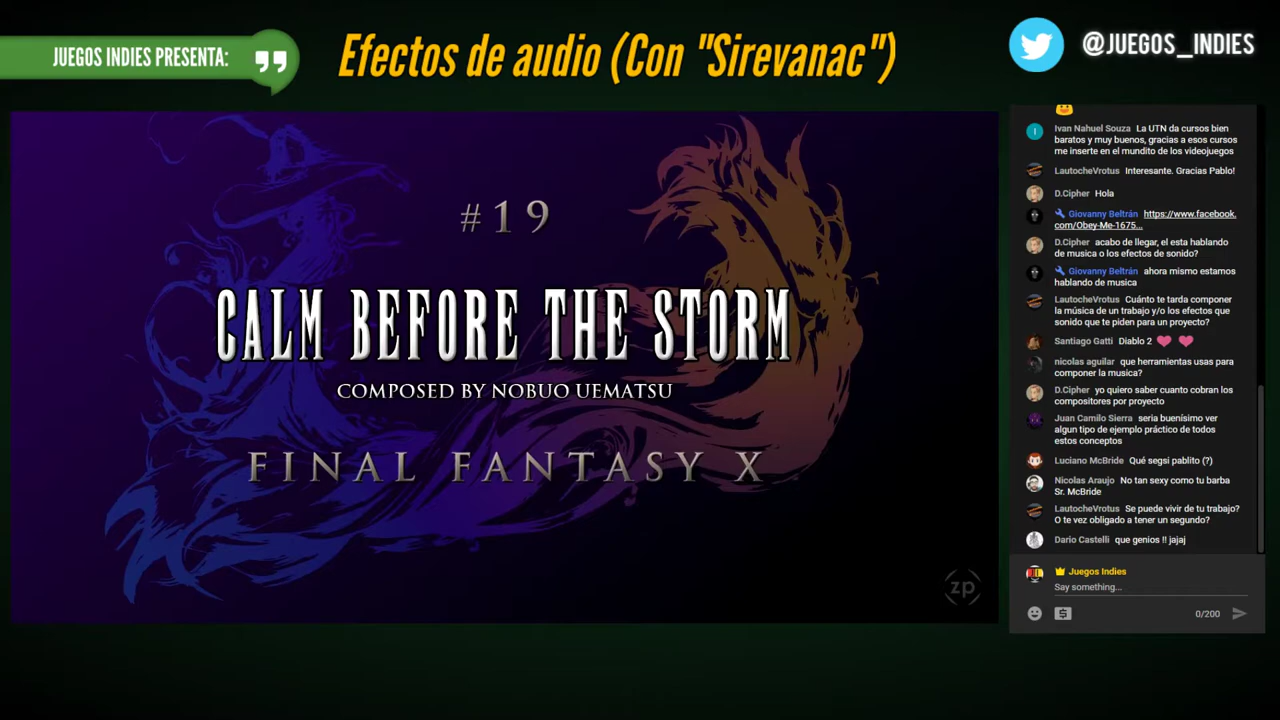 JUEGOS INDIES PRESENTA:
Efectos de audio (Con "Sirevanac")
@JUEGOS_INDIES
#19
CALM BEFORE THE STORM
COMPOSED BY NOBUO UEMATSU
FINAL FANTASY X
zp
Ivan Nahuel Souza La UTN da cursos bien
baratos y muy buenos, gracias a esos cursos
me inserte en el mundito de los videojuegos
LautocheVrotus Interesante. Gracias Pablo!
D.Cipher Hola
Giovanny Beltrán https://www.facebook.
com/Obey-Me-1675...
D.Cipher acabo de llegar, el esta hablando
de musica o los efectos de sonido?
Giovanny Beltrán ahora mismo estamos
hablando de musica
LautocheVrotus Cuánto te tarda componer
la música de un trabajo y/o los efectos que
sonido que te piden para un proyecto?
Santiago Gatti Diablo 2
nicolas aguilar que herramientas usas para
componer la musica?
D.Cipher yo quiero saber cuanto cobran los
compositores por proyecto
Juan Camilo Sierra seria buenísimo ver
algun tipo de ejemplo práctico de todos
estos conceptos
Luciano McBride Qué segsi pablito (?)
Nicolas Araujo No tan sexy como tu barba
Sr. McBride
LautocheVrotus Se puede vivir de tu trabajo?
O te vez obligado a tener un segundo?
Dario Castelli que genios !! jajaj
Juegos Indies
Say something...
0/200